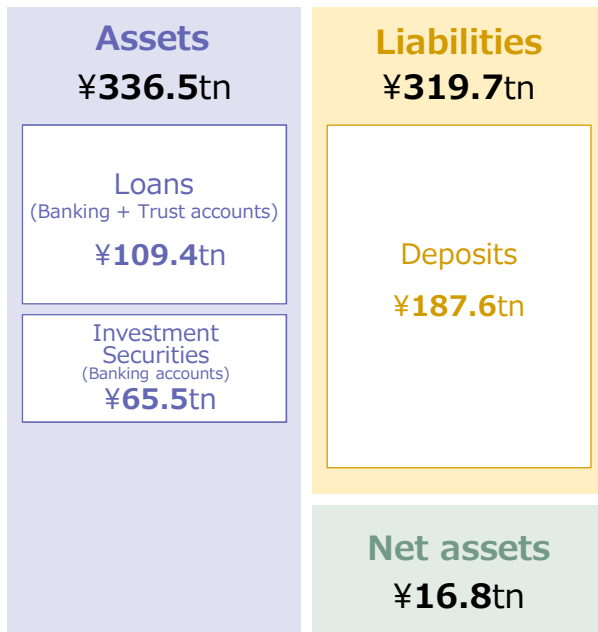 Assets
¥336.5tn
Loans
(Banking + Trust accounts)
¥109.4tn
Investment
Securities
(Banking accounts)
¥65.5tn
Liabilities
¥319.7tn
Deposits
¥187.6tn
Net assets
¥16.8tn